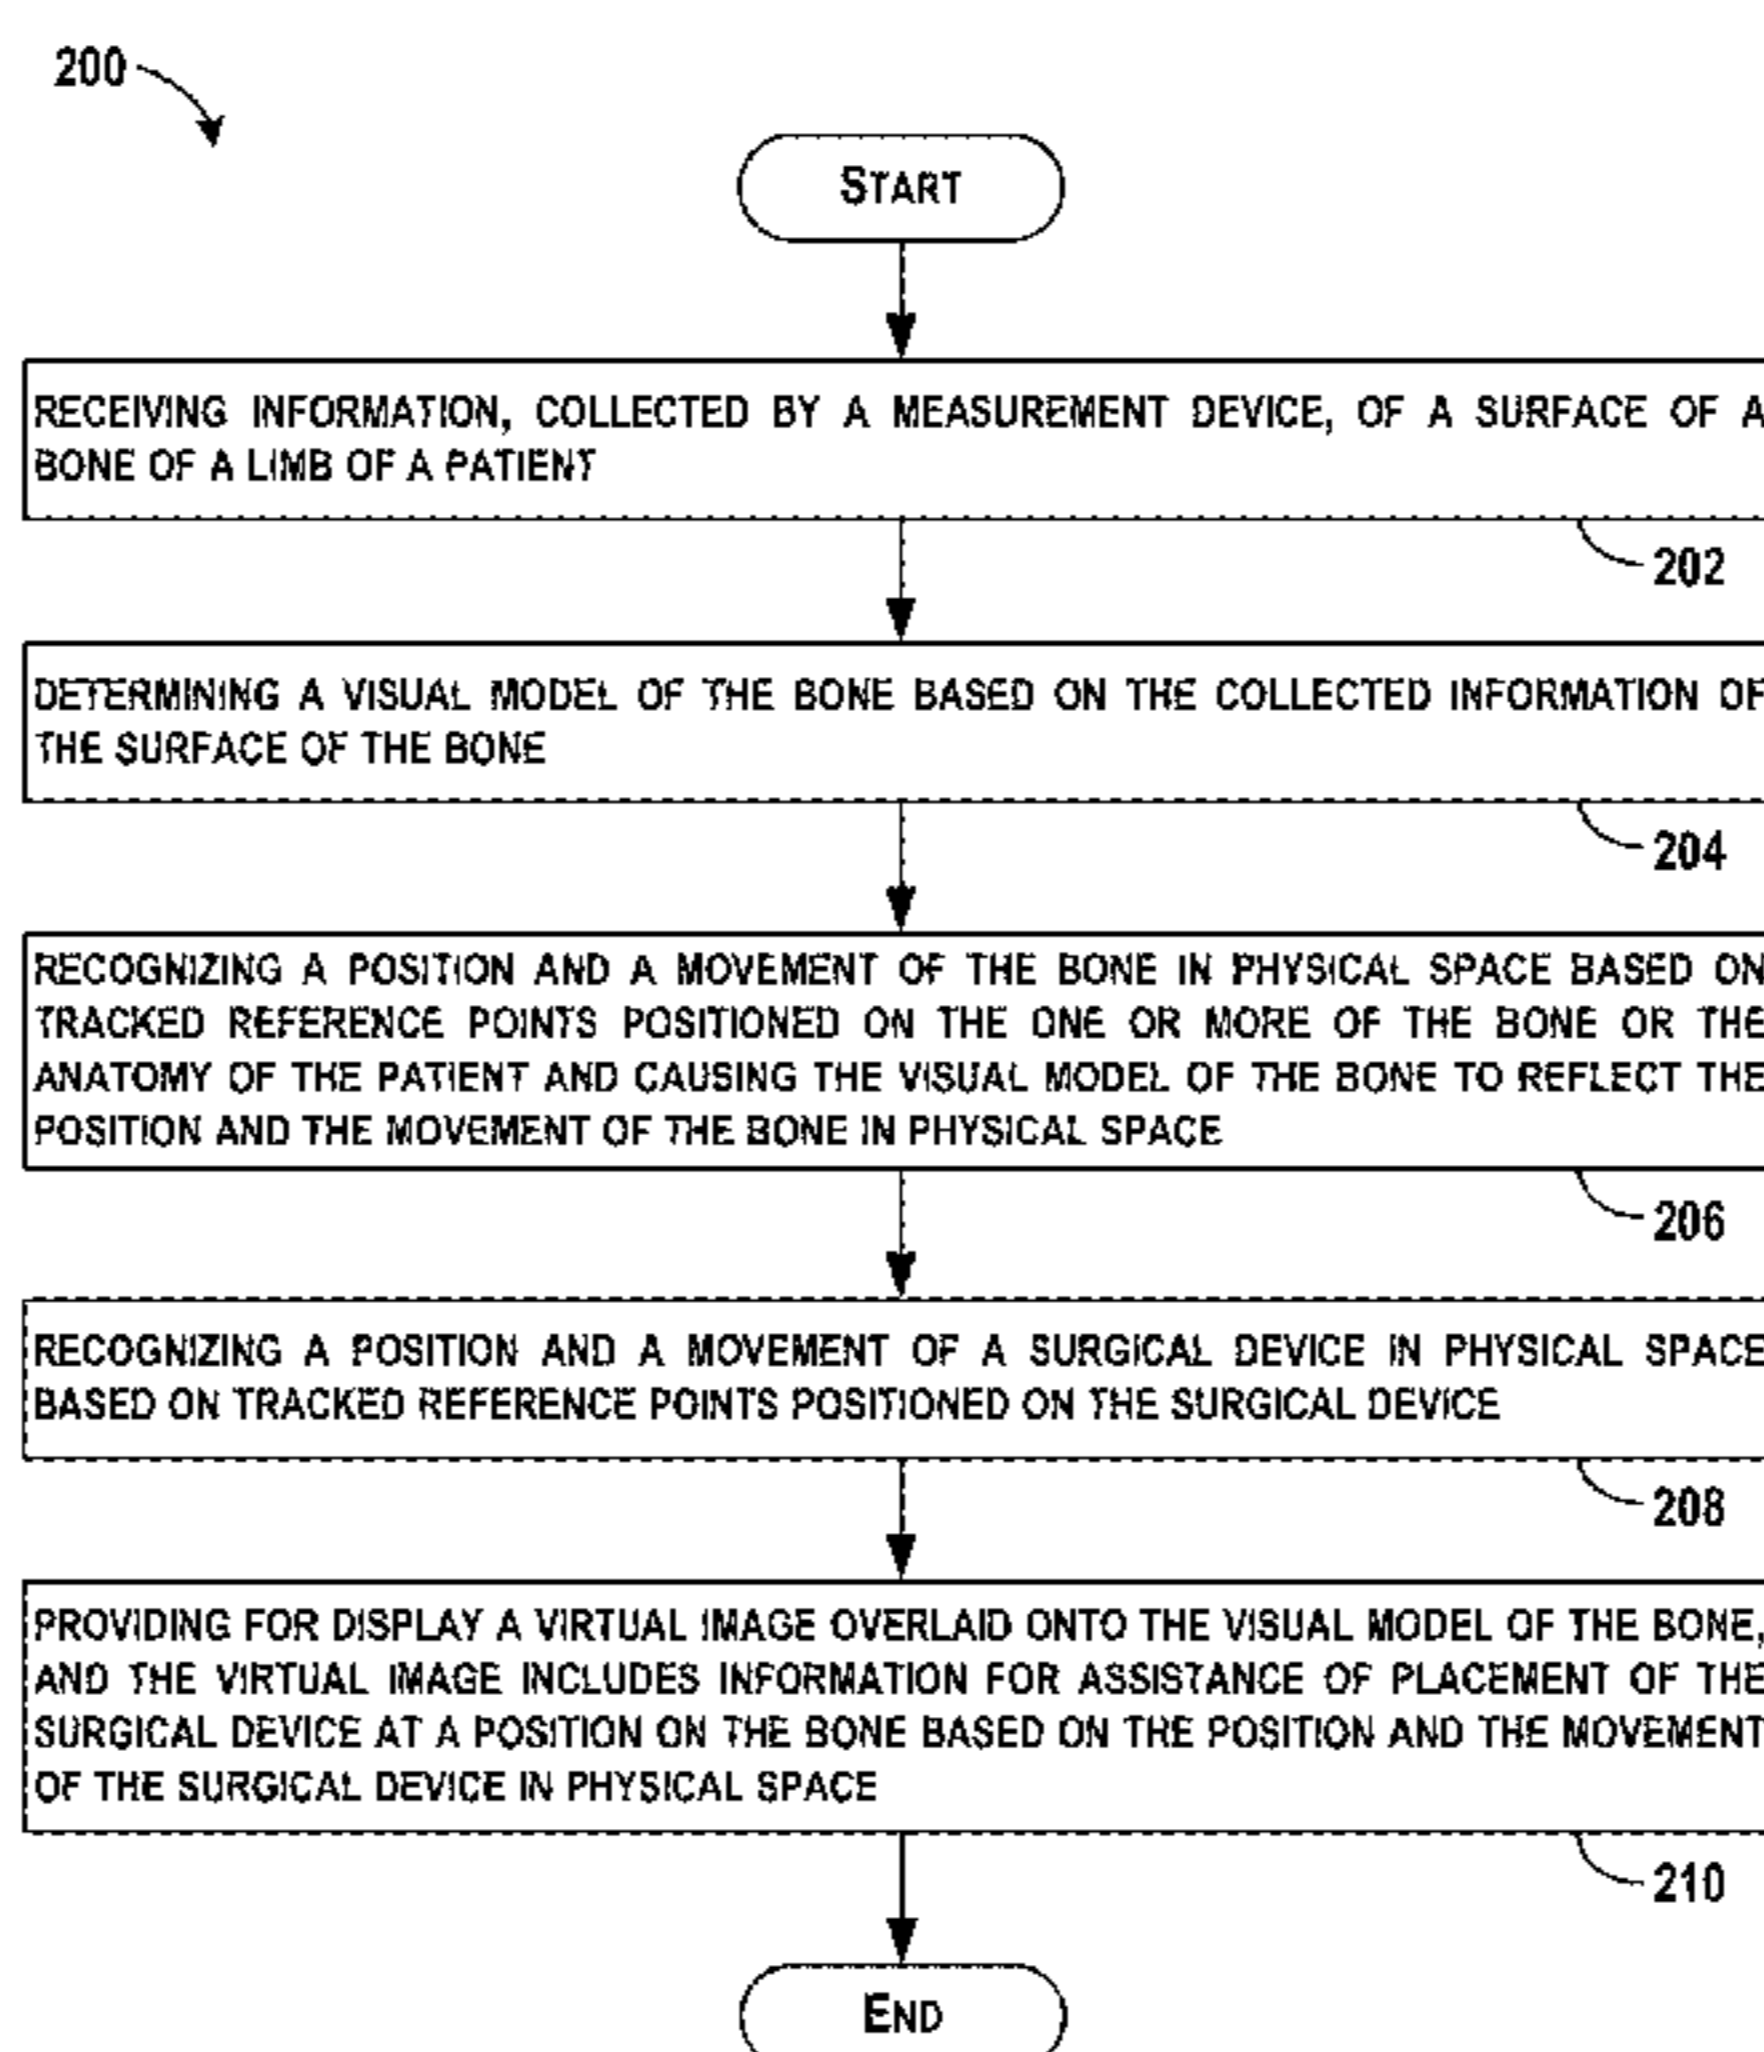 200
START
RECEIVING INFORMATION, COLLECTED BY A MEASUREMENT DEVICE, OF A SURFACE OF A
BONE OF A LIMB OF A PATIENT
202
DETERMINING A VISUAL MODEL OF THE BONE BASED ON THE COLLECTED INFORMATION OF
THE SURFACE OF THE BONE
204
RECOGNIZING A POSITION AND A MOVEMENT OF THE BONE IN PHYSICAL SPACE BASED ON
TRACKED REFERENCE POINTS POSITIONED ON THE ONE OR MORE OF THE BONE OR THE
ANATOMY OF THE PATIENT AND CAUSING THE VISUAL MODEL OF THE BONE TO REFLECT THE
POSITION AND THE MOVEMENT OF THE BONE IN PHYSICAL SPACE
206
RECOGNIZING A POSITION AND A MOVEMENT OF A SURGICAL DEVICE IN PHYSICAL SPACE
BASED ON TRACKED REFERENCE POINTS POSITIONED ON THE SURGICAL DEVICE
208
PROVIDING FOR DISPLAY A VIRTUAL IMAGE OVERLAID ONTO THE VISUAL MODEL OF THE BONE,
AND THE VIRTUAL IMAGE INCLUDES INFORMATION FOR ASSISTANCE OF PLACEMENT OF THE
SURGICAL DEVICE AT A POSITION ON THE BONE BASED ON THE POSITION AND THE MOVEMENT
OF THE SURGICAL DEVICE IN PHYSICAL SPACE
210
END